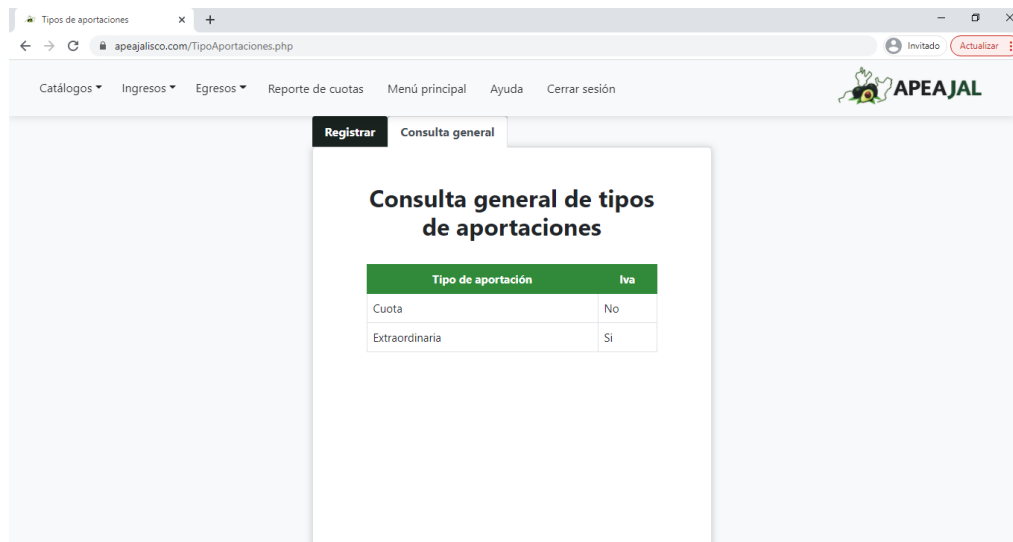 Tipos de aportaciones
apeajalisco.com/TipoAportaciones.php
Invitado
Actualizar
Catálogos Ingresos Egresos Reporte de cuotas Menú principal Ayuda Cerrar sesión
APEAJAL
Registrar Consulta general
Consulta general de tipos
de aportaciones
Tipo de aportación Iva
Cuota No
Extraordinaria Si